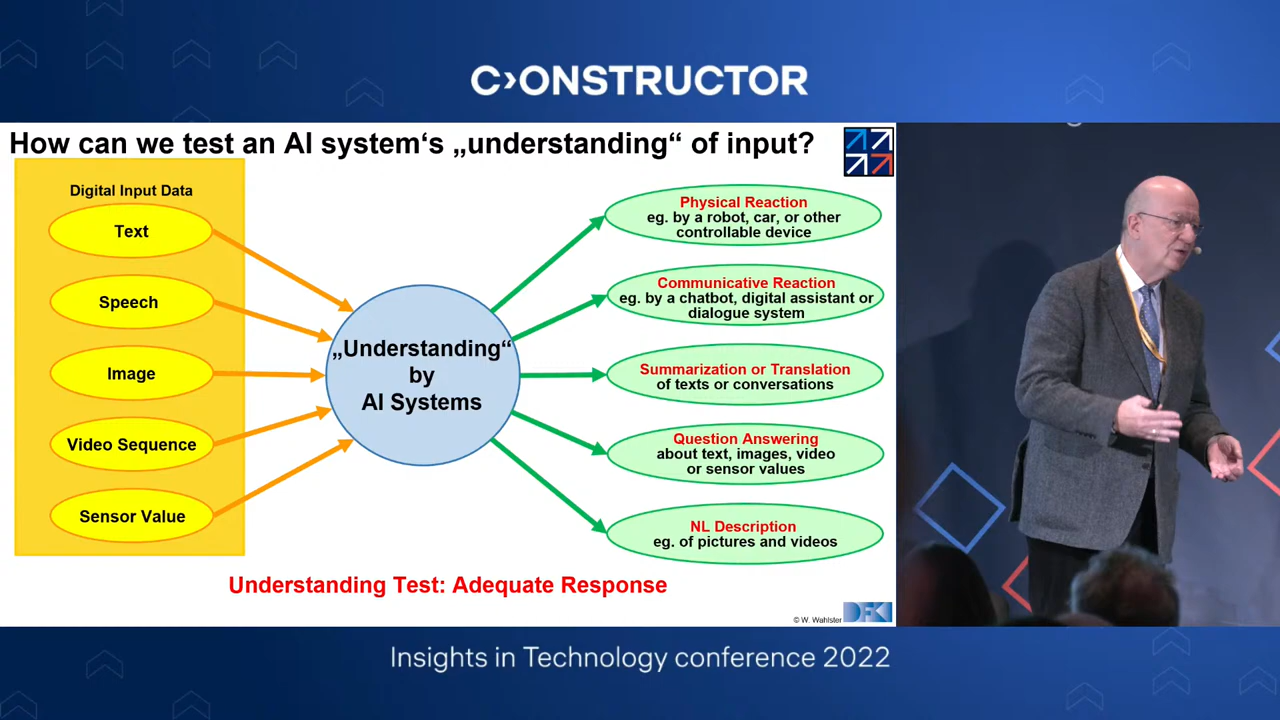 C›ONSTRUCTOR
How can we test an AI system‘s „understanding“ of input?
Digital Input Data
Text
Speech
Image
Video Sequence
Sensor Value
„Understanding“
by
AI Systems
Physical Reaction
eg. by a robot, car, or other
controllable device
Communicative Reaction
eg. by a chatbot, digital assistant or
dialogue system
Summarization or Translation
of texts or conversations
Question Answering
about text, images, video
or sensor values
NL Description
eg. of pictures and videos
Understanding Test: Adequate Response
© W. Wahlster
DFKI
Insights in Technology conference 2022